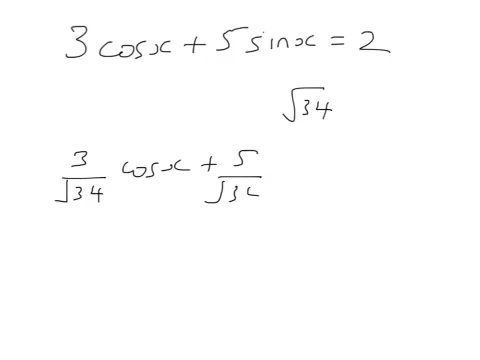 3 cosx + 5 sinx = 2
√34
3/√34 cosx + 5/√34